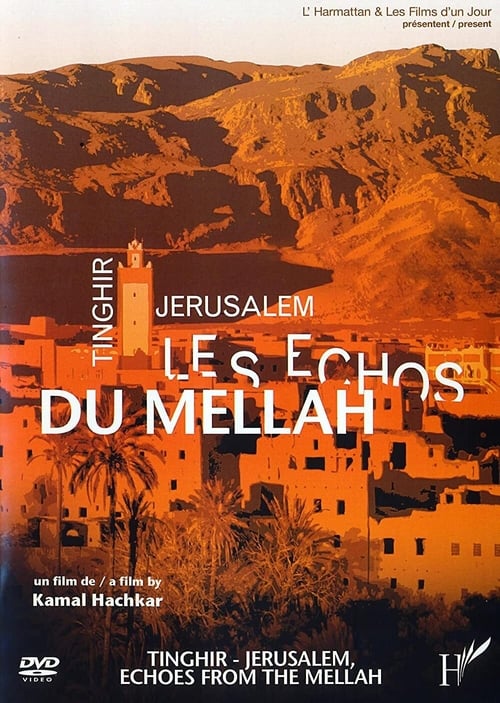 L' Harmattan & Les Films d'un Jour
présentent / present
TINGHIR
JERUSALEM
LES ECHOS
DU MELLAH
un film de / a film by
Kamal Hachkar
DVD
VIDEO
TINGHIR - JERUSALEM,
ECHOES FROM THE MELLAH
H